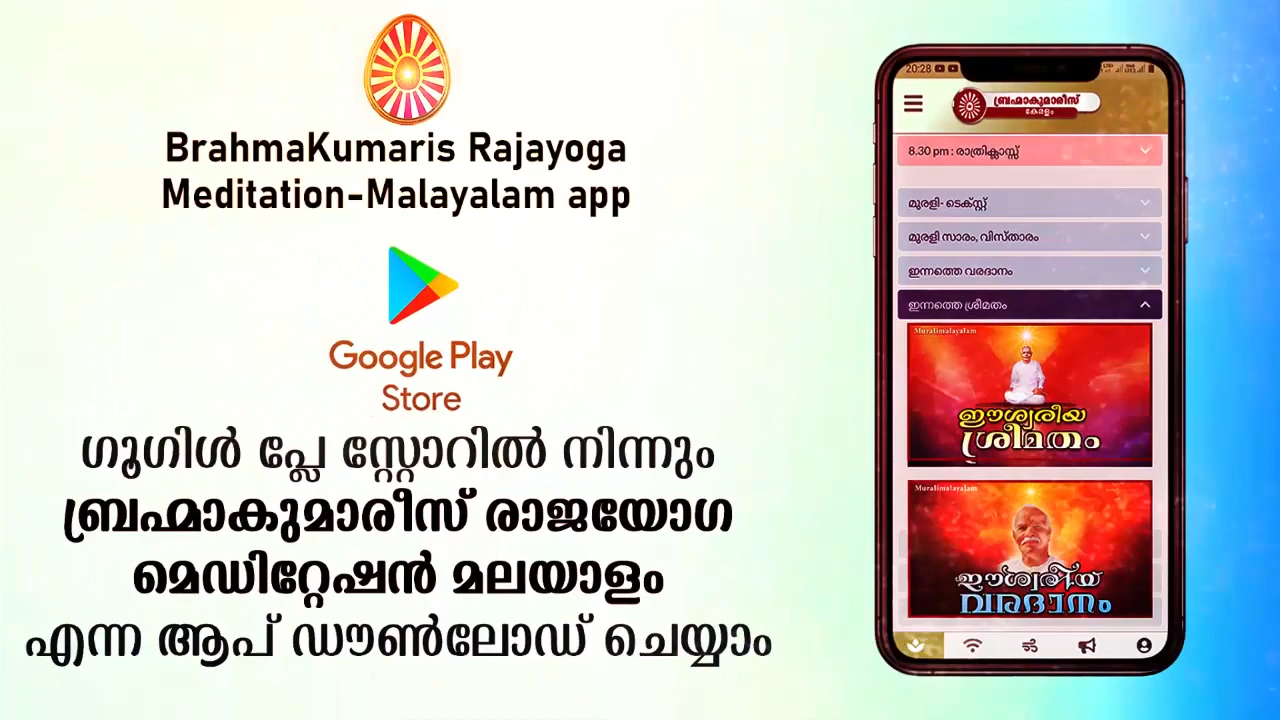 BrahmaKumaris Rajayoga
Meditation-Malayalam app
Google Play
Store
ഗൂഗിൾ പ്ലേ സ്റ്റോറിൽ നിന്നും
ബ്രഹ്മാകുമാരീസ് രാജയോഗ
മെഡിറ്റേഷൻ മലയാളം
എന്ന ആപ് ഡൗൺലോഡ് ചെയ്യാം
20:28
ബ്രഹ്മാകുമാരീസ്
കേരളം
8.30 pm : രാത്രിക്ലാസ്സ്
മുരളി- ടെക്സ്റ്റ്
മുരളി സാരം, വിസ്താരം
ഇന്നത്തെ വരദാനം
ഇന്നത്തെ ശ്രീമതം
Muralimalayalam
ഈശ്വരീയ
ശ്രീമതം
Muralimalayalam
ഈശ്വരീയ
വരദാനം